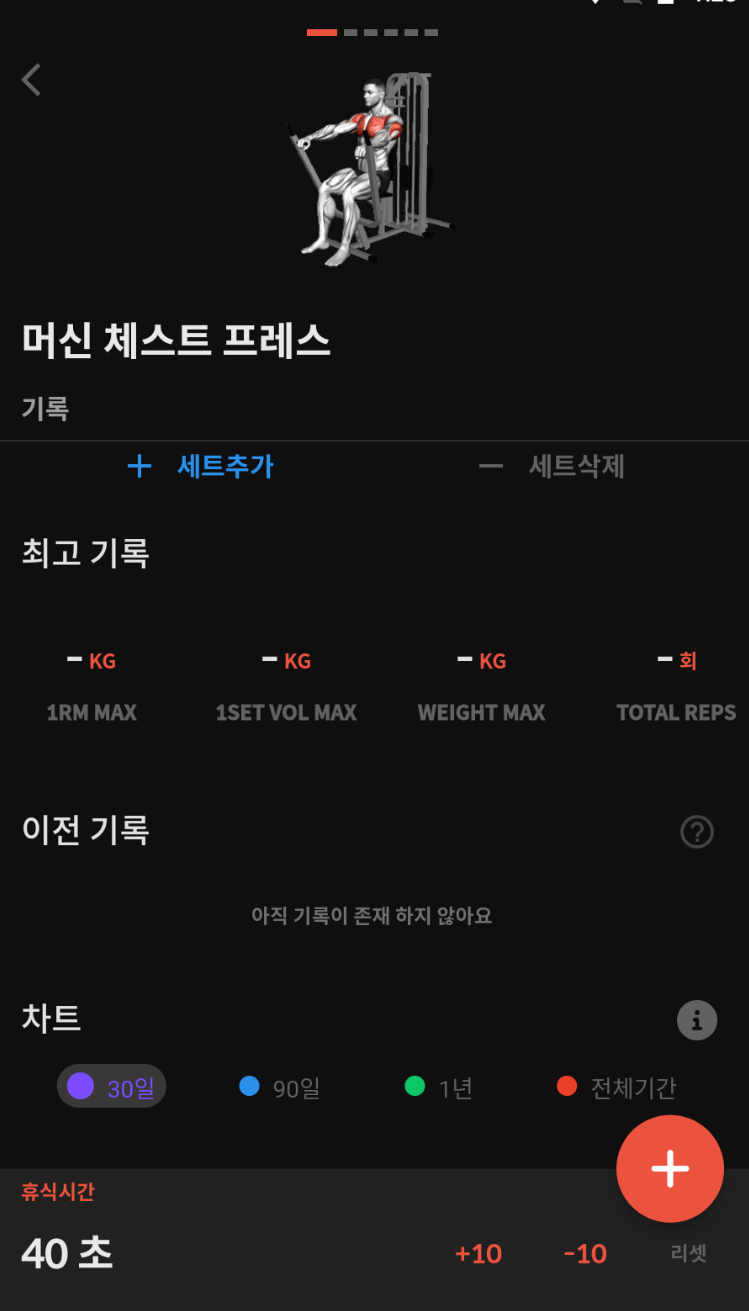 머신 체스트 프레스
기록
+ 세트추가 — 세트삭제
최고 기록
- KG - KG - KG - 회
1RM MAX 1SET VOL MAX WEIGHT MAX TOTAL REPS
이전 기록 ?
아직 기록이 존재 하지 않아요
차트 i
30일 90일 1년 전체기간
+
휴식시간
40 초 +10 -10 리셋